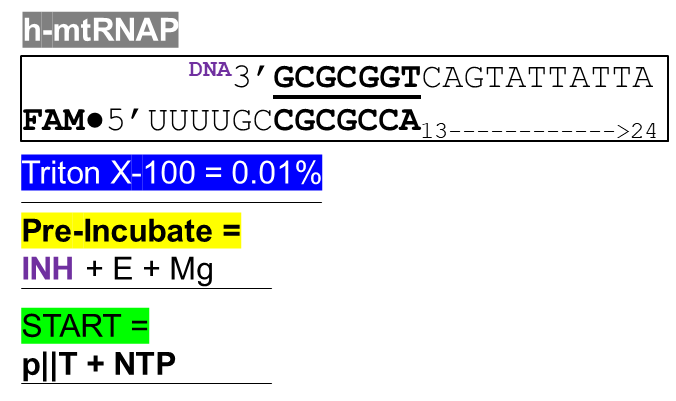 h-mtRNAP
DNA3′GCGCGGTCAGTATTATTA
FAM●5′UUUUGCCGCGCCA13------------>24
Triton X-100 = 0.01%
Pre-Incubate =
INH + E + Mg
START =
p||T + NTP